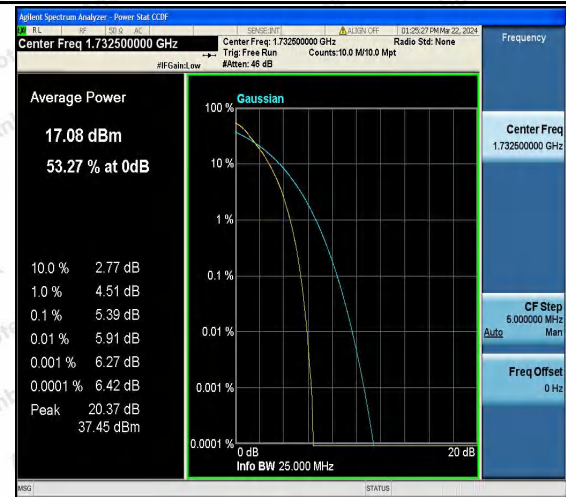 Agilent Spectrum Analyzer - Power Stat CCDF
RL RF 50 Ω AC SENSE:INT ALIGN OFF 01:25:27 PM Mar 22, 2024
Center Freq 1.732500000 GHz
Center Freq: 1.732500000 GHz Radio Std: None
Trig: Free Run Counts:10.0 M/10.0 Mpt
#IFGain:Low #Atten: 46 dB
Frequency
Average Power
17.08 dBm
53.27 % at 0dB
10.0 % 2.77 dB
1.0 % 4.51 dB
0.1 % 5.39 dB
0.01 % 5.91 dB
0.001 % 6.27 dB
0.0001 % 6.42 dB
Peak 20.37 dB
37.45 dBm
Gaussian
100 %
10 %
1 %
0.1 %
0.01 %
0.001 %
0.0001 %
0 dB 20 dB
Info BW 25.000 MHz
Center Freq
1.732500000 GHz
CF Step
5.000000 MHz
Auto Man
Freq Offset
0 Hz
MSG STATUS